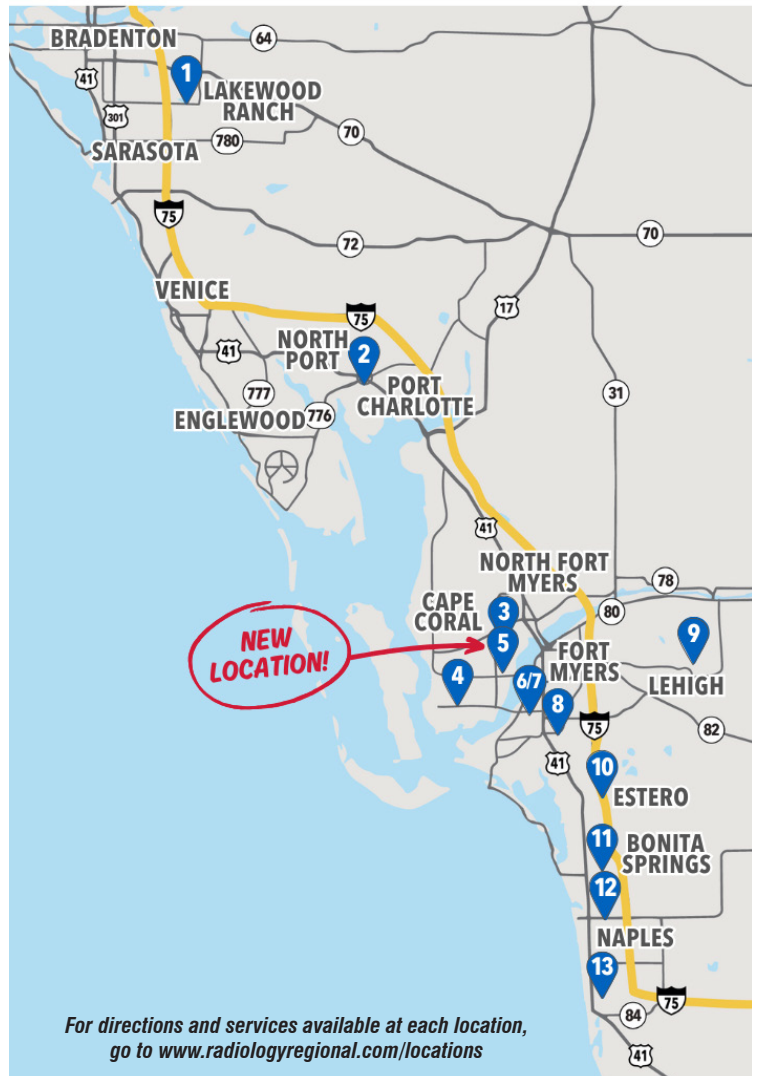 BRADENTON
64
41
1
LAKEWOOD
RANCH
301
780
70
SARASOTA
75
72
70
VENICE
75
17
NORTH
PORT
2
41
PORT
CHARLOTTE
777
31
ENGLEWOOD
776
41
NORTH FORT
MYERS
78
CAPE
CORAL
3
80
NEW
LOCATION!
5
FORT
MYERS
9
4
6/7
LEHIGH
8
75
82
41
10
ESTERO
11
BONITA
SPRINGS
12
NAPLES
13
75
84
41
For directions and services available at each location,
go to www.radiologyregional.com/locations